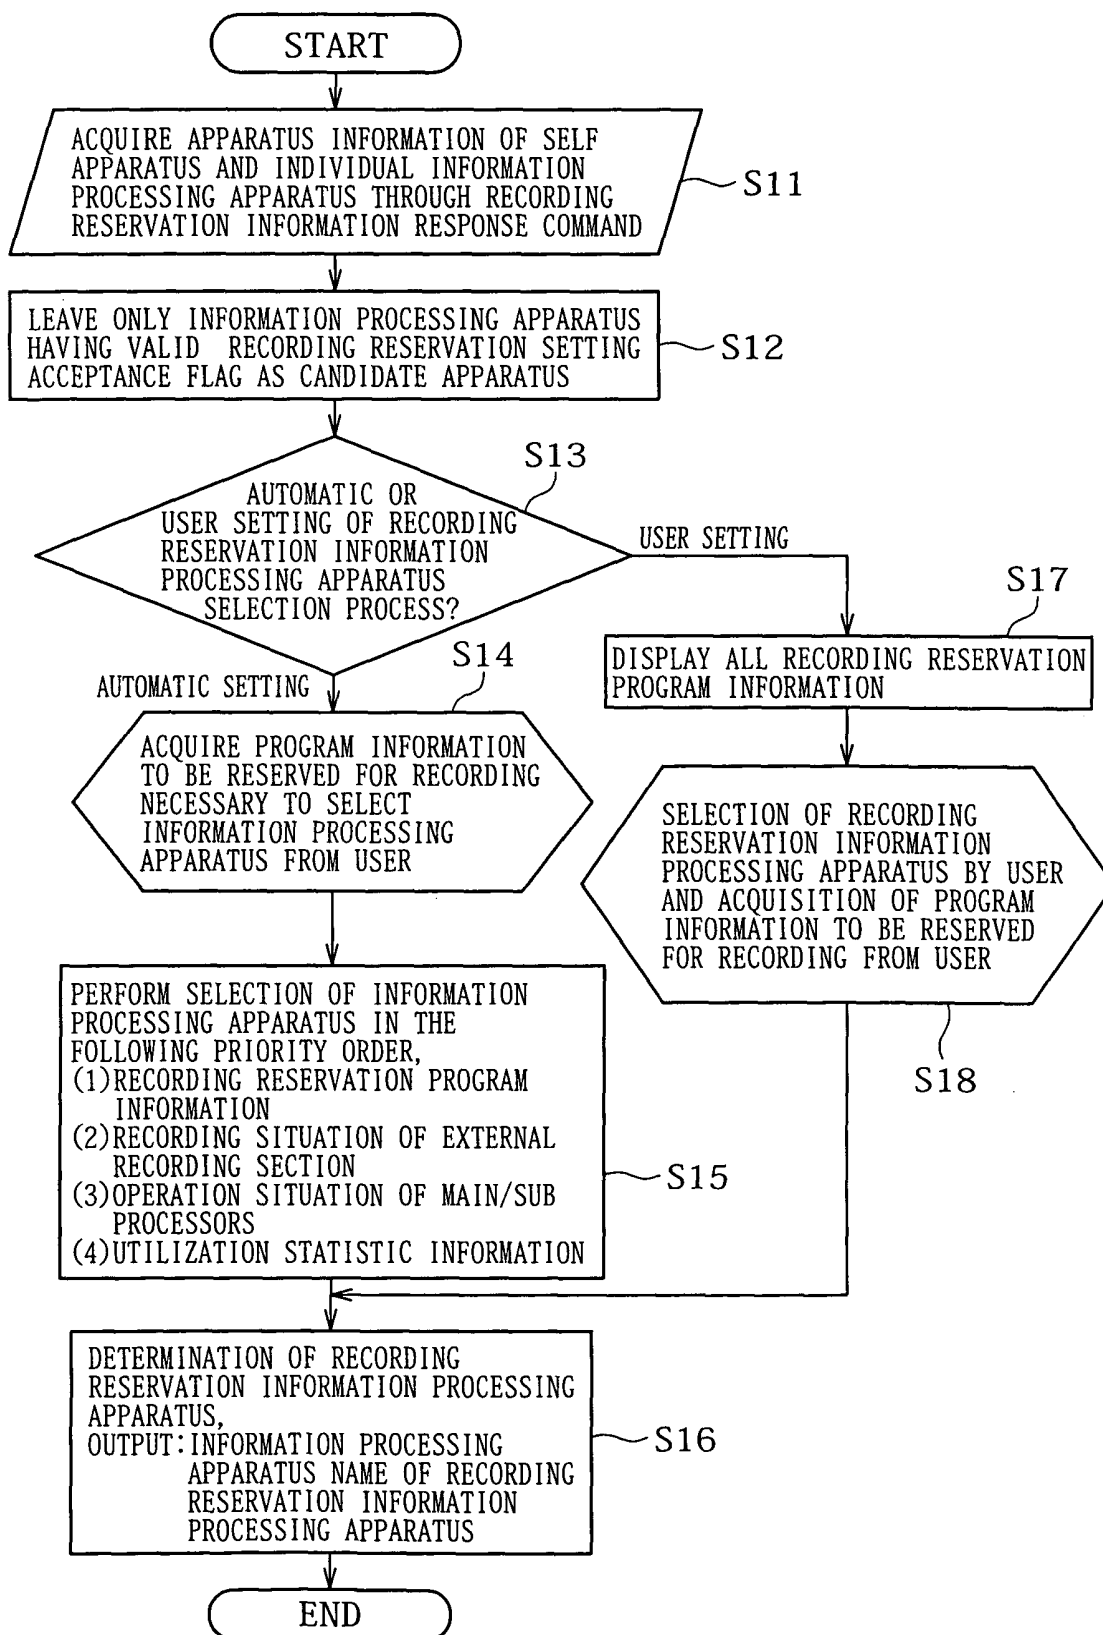 START
ACQUIRE APPARATUS INFORMATION OF SELF
APPARATUS AND INDIVIDUAL INFORMATION
PROCESSING APPARATUS THROUGH RECORDING
RESERVATION INFORMATION RESPONSE COMMAND
S11
LEAVE ONLY INFORMATION PROCESSING APPARATUS
HAVING VALID RECORDING RESERVATION SETTING
ACCEPTANCE FLAG AS CANDIDATE APPARATUS
S12
S13
AUTOMATIC OR
USER SETTING OF RECORDING
RESERVATION INFORMATION
PROCESSING APPARATUS
SELECTION PROCESS?
USER SETTING
AUTOMATIC SETTING
S14
ACQUIRE PROGRAM INFORMATION
TO BE RESERVED FOR RECORDING
NECESSARY TO SELECT
INFORMATION PROCESSING
APPARATUS FROM USER
S17
DISPLAY ALL RECORDING RESERVATION
PROGRAM INFORMATION
SELECTION OF RECORDING
RESERVATION INFORMATION
PROCESSING APPARATUS BY USER
AND ACQUISITION OF PROGRAM
INFORMATION TO BE RESERVED
FOR RECORDING FROM USER
S18
PERFORM SELECTION OF INFORMATION
PROCESSING APPARATUS IN THE
FOLLOWING PRIORITY ORDER,
(1)RECORDING RESERVATION PROGRAM
INFORMATION
(2)RECORDING SITUATION OF EXTERNAL
RECORDING SECTION
(3)OPERATION SITUATION OF MAIN/SUB
PROCESSORS
(4)UTILIZATION STATISTIC INFORMATION
S15
DETERMINATION OF RECORDING
RESERVATION INFORMATION PROCESSING
APPARATUS,
OUTPUT:INFORMATION PROCESSING
APPARATUS NAME OF RECORDING
RESERVATION INFORMATION
PROCESSING APPARATUS
S16
END